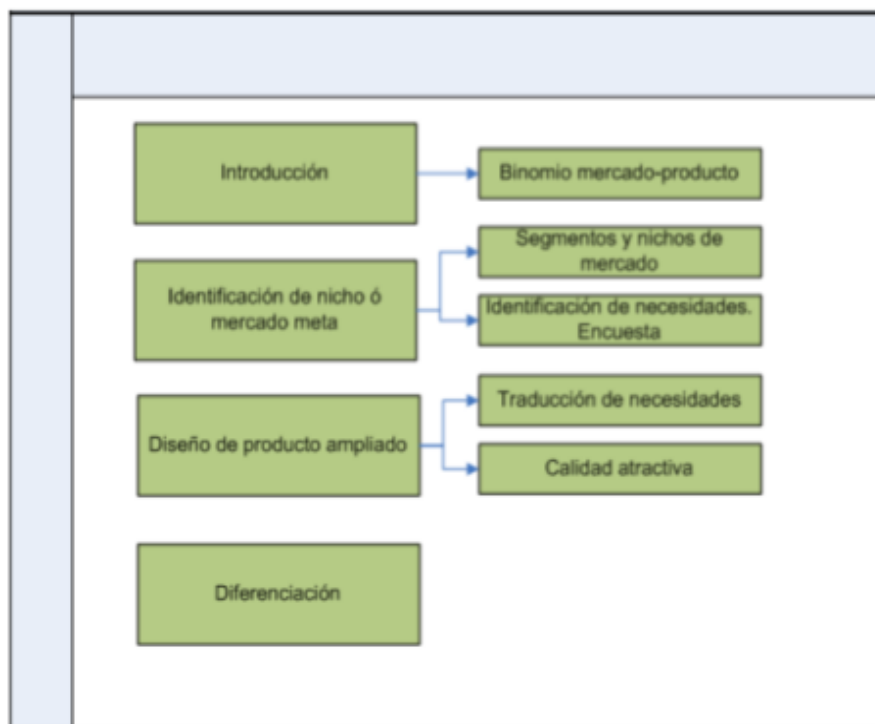 Introducción
Binomio mercado-producto
Segmentos y nichos de
mercado
Identificación de nicho ó
mercado meta
Identificación de necesidades.
Encuesta
Diseño de producto ampliado
Traducción de necesidades
Calidad atractiva
Diferenciación